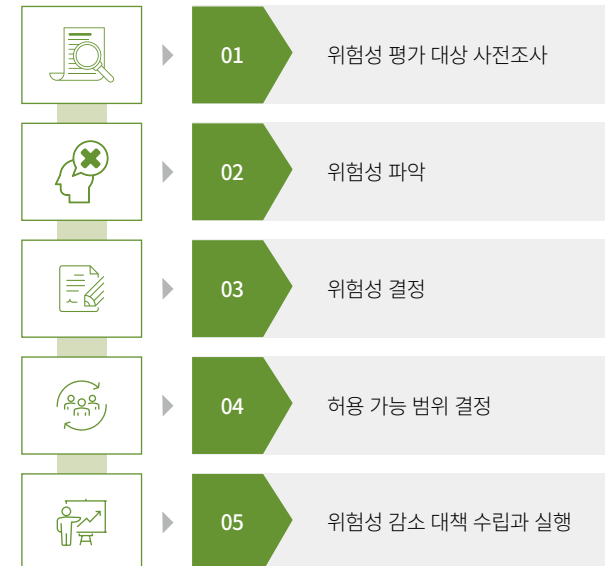 01
위험성 평가 대상 사전조사
02
위험성 파악
03
위험성 결정
04
허용 가능 범위 결정
05
위험성 감소 대책 수립과 실행